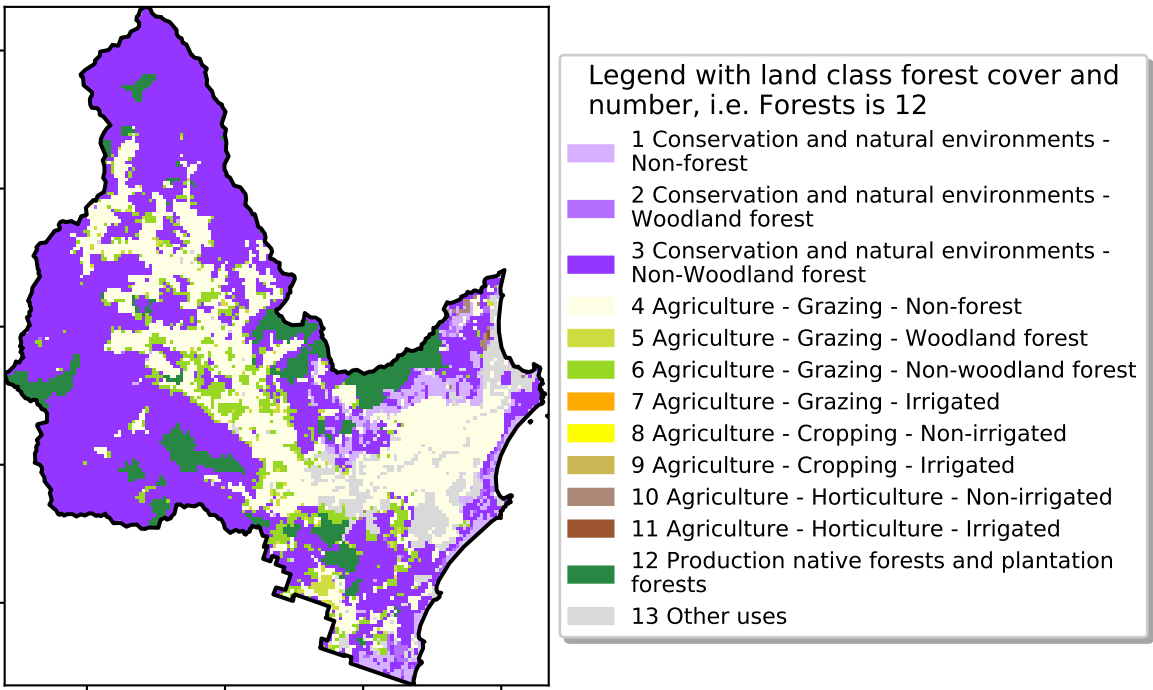 Legend with land class forest cover and
number, i.e. Forests is 12
1 Conservation and natural environments -
Non-forest
2 Conservation and natural environments -
Woodland forest
3 Conservation and natural environments -
Non-Woodland forest
4 Agriculture - Grazing - Non-forest
5 Agriculture - Grazing - Woodland forest
6 Agriculture - Grazing - Non-woodland forest
7 Agriculture - Grazing - Irrigated
8 Agriculture - Cropping - Non-irrigated
9 Agriculture - Cropping - Irrigated
10 Agriculture - Horticulture - Non-irrigated
11 Agriculture - Horticulture - Irrigated
12 Production native forests and plantation
forests
13 Other uses